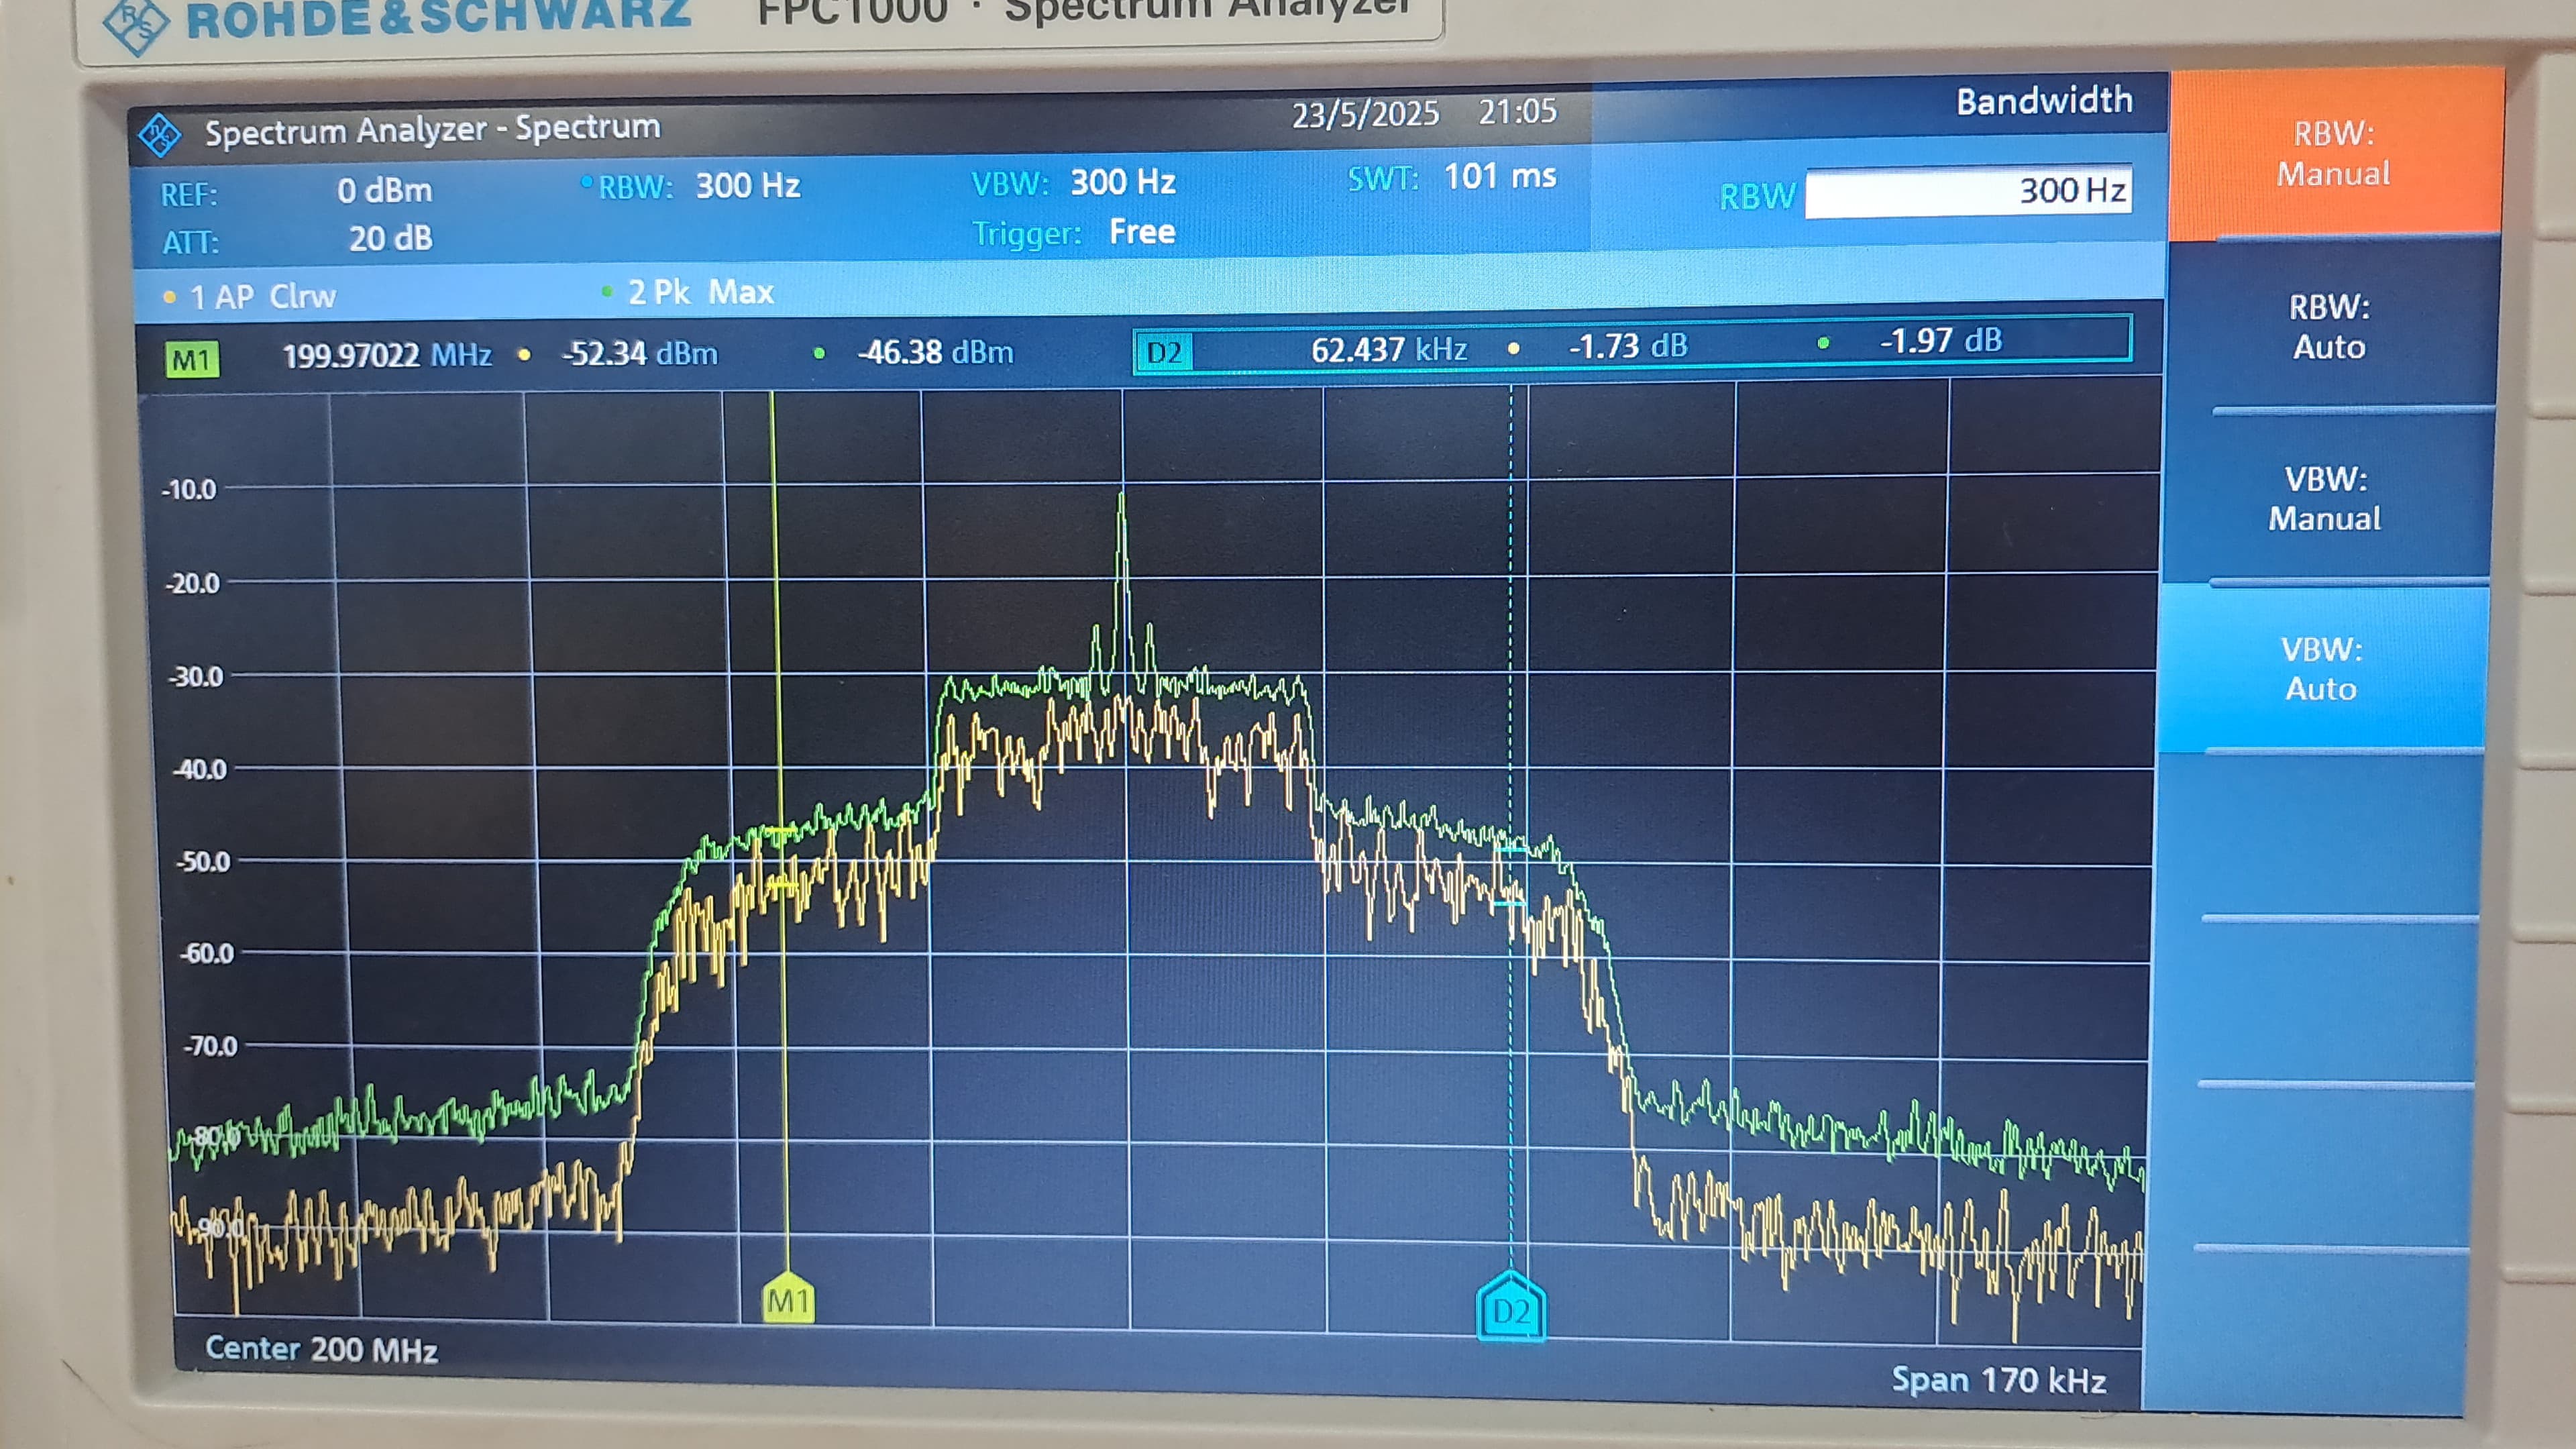 ROHDE & SCHWARZ FPC1000 · Spectrum Analyzer
Spectrum Analyzer - Spectrum 23/5/2025 21:05 Bandwidth
REF: 0 dBm RBW: 300 Hz VBW: 300 Hz SWT: 101 ms RBW 300 Hz
ATT: 20 dB Trigger: Free
1 AP Clrw 2 Pk Max
M1 199.97022 MHz -52.34 dBm -46.38 dBm D2 62.437 kHz -1.73 dB -1.97 dB
-10.0
-20.0
-30.0
-40.0
-50.0
-60.0
-70.0
-80.0
-90.0
M1 D2
Center 200 MHz Span 170 kHz
RBW:
Manual
RBW:
Auto
VBW:
Manual
VBW:
Auto